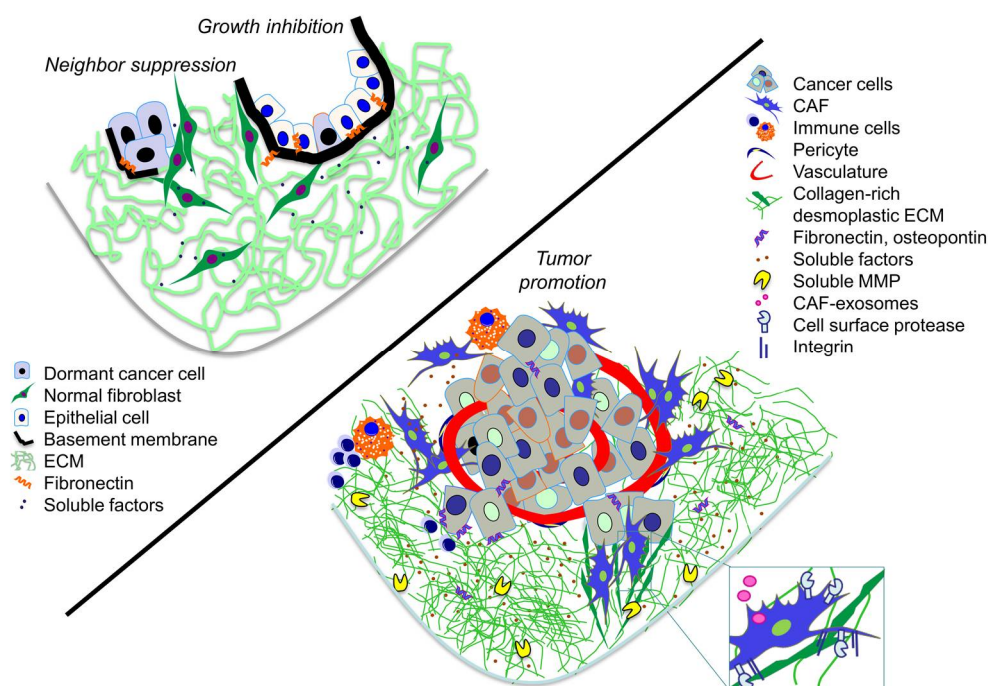 Growth inhibition
Neighbor suppression
Dormant cancer cell
Normal fibroblast
Epithelial cell
Basement membrane
ECM
Fibronectin
Soluble factors
Tumor
promotion
Cancer cells
CAF
Immune cells
Pericyte
Vasculature
Collagen-rich
desmoplastic ECM
Fibronectin, osteopontin
Soluble factors
Soluble MMP
CAF-exosomes
Cell surface protease
Integrin